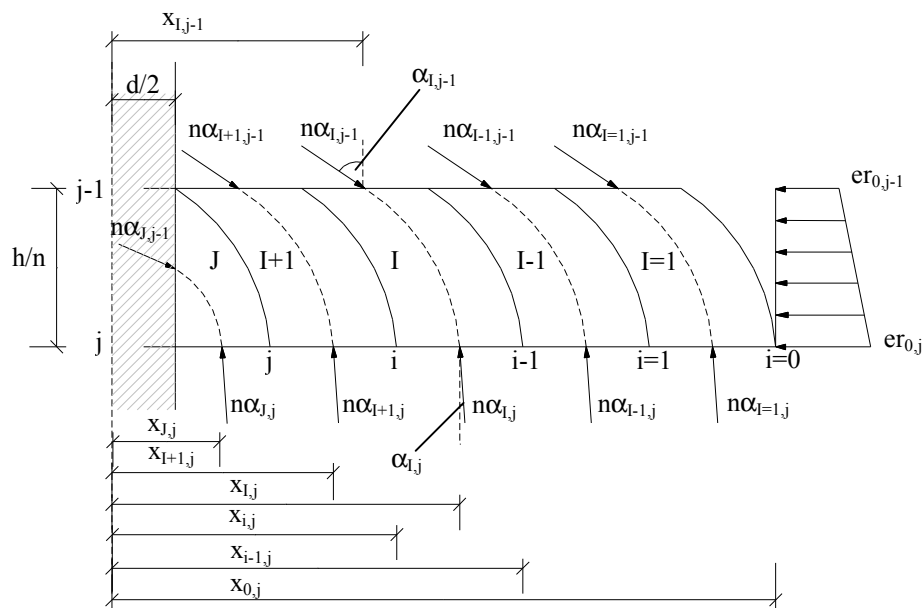 x_{I,j-1}
d/2
α_{I,j-1}
nα_{I+1,j-1} nα_{I,j-1} nα_{I-1,j-1} nα_{I=1,j-1}
j-1 er_{0,j-1}
nα_{J,j-1}
h/n J I+1 I I-1 I=1
j er_{0,j}
j i i-1 i=1 i=0
nα_{J,j} nα_{I+1,j} nα_{I,j} nα_{I-1,j} nα_{I=1,j}
x_{J,j}
x_{I+1,j} α_{I,j}
x_{I,j}
x_{i,j}
x_{i-1,j}
x_{0,j}